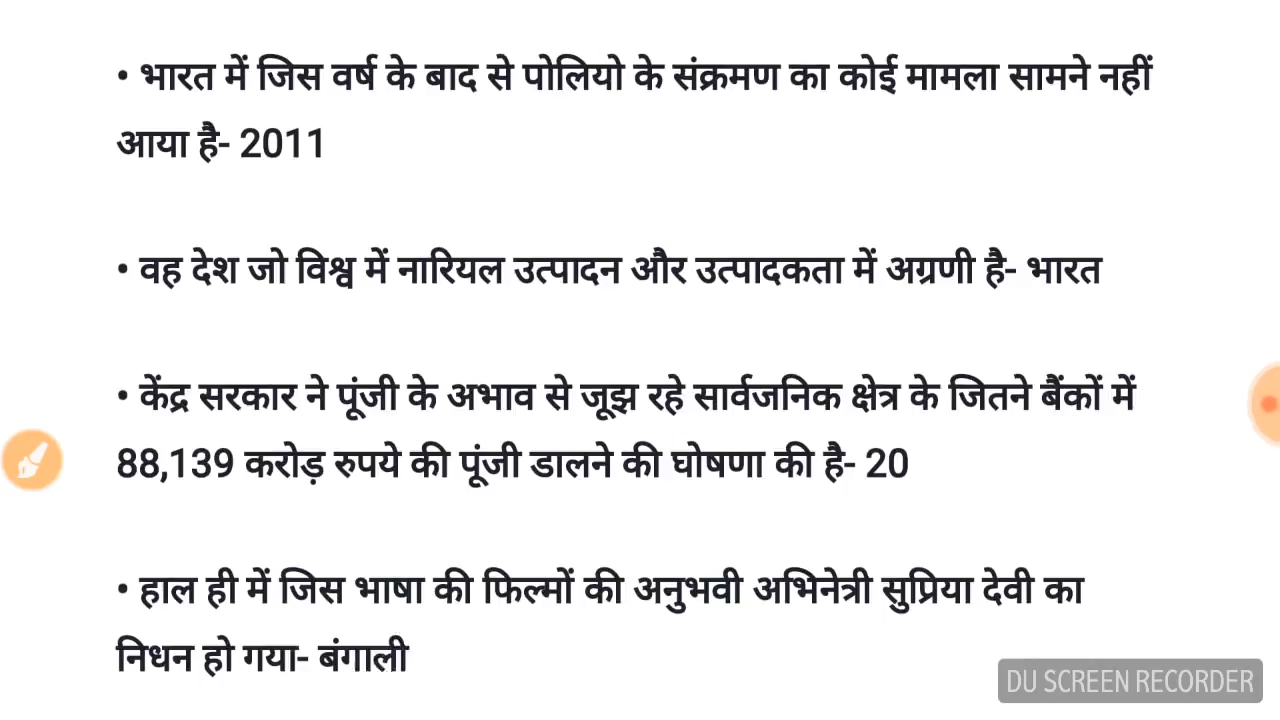 • भारत में जिस वर्ष के बाद से पोलियो के संक्रमण का कोई मामला सामने नहीं
आया है- 2011
• वह देश जो विश्व में नारियल उत्पादन और उत्पादकता में अग्रणी है- भारत
• केंद्र सरकार ने पूंजी के अभाव से जूझ रहे सार्वजनिक क्षेत्र के जितने बैंकों में
88,139 करोड़ रुपये की पूंजी डालने की घोषणा की है- 20
• हाल ही में जिस भाषा की फिल्मों की अनुभवी अभिनेत्री सुप्रिया देवी का
निधन हो गया- बंगाली
DU SCREEN RECORDER